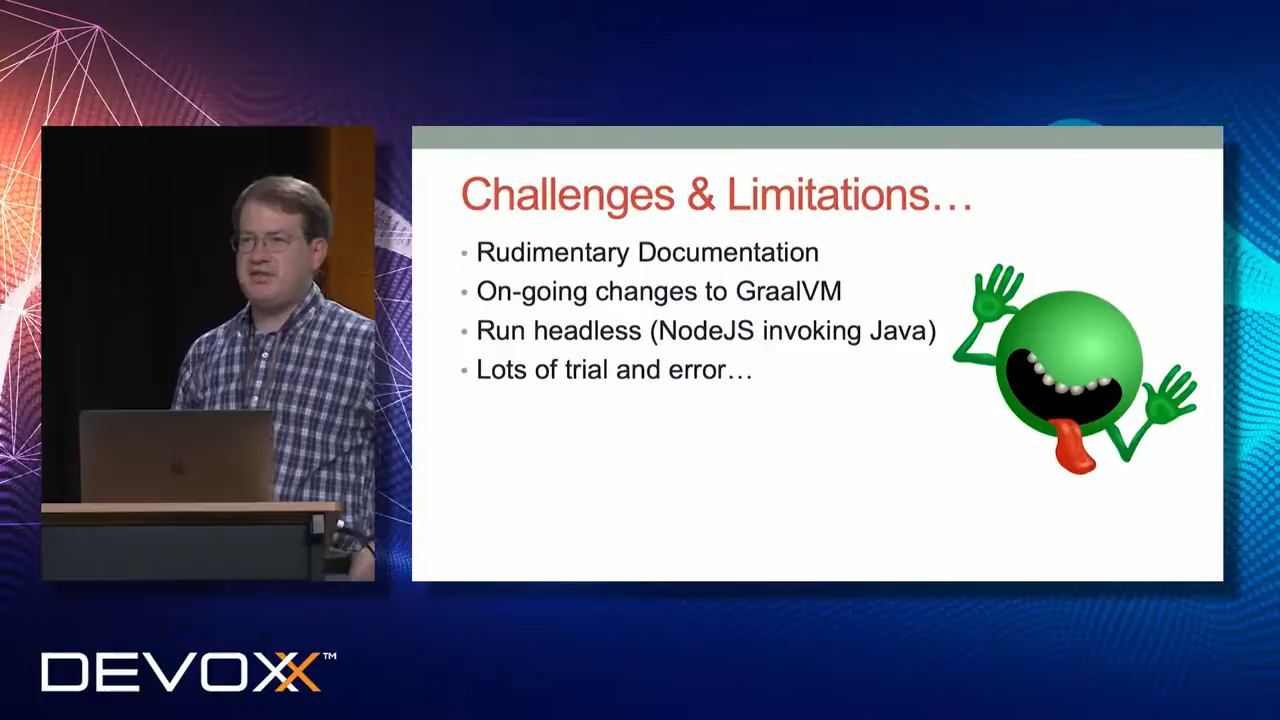 Challenges & Limitations…
• Rudimentary Documentation
• On-going changes to GraalVM
• Run headless (NodeJS invoking Java)
• Lots of trial and error…
DEVOXX™